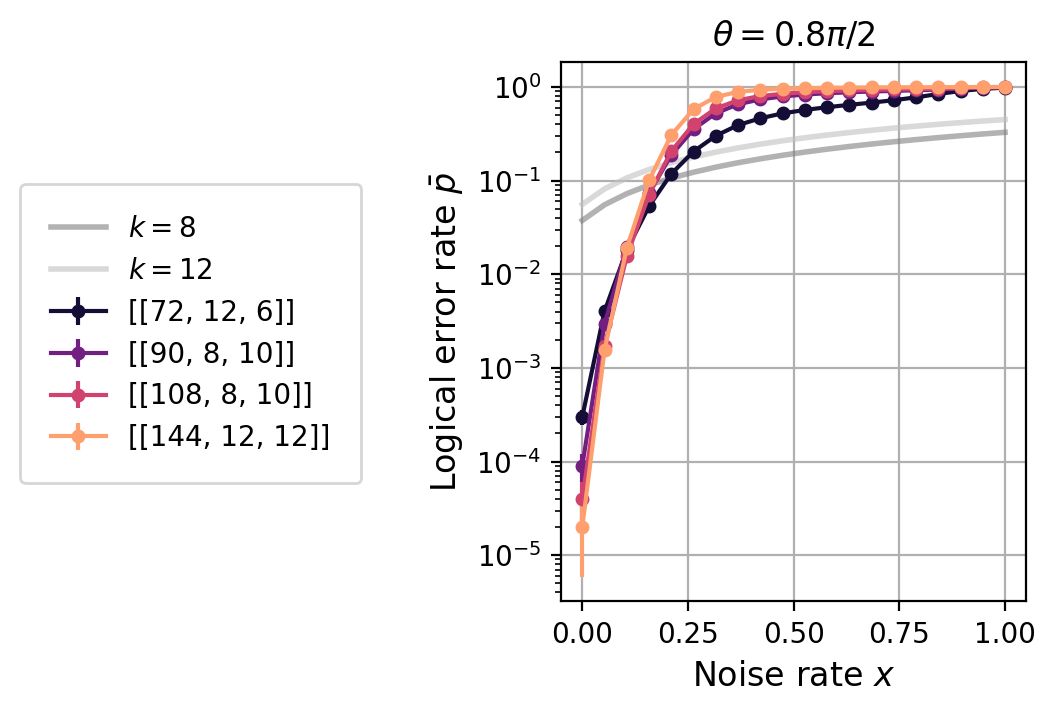 θ = 0.8π/2
k = 8
k = 12
[[72, 12, 6]]
[[90, 8, 10]]
[[108, 8, 10]]
[[144, 12, 12]]
Logical error rate p̄
10⁰
10⁻¹
10⁻²
10⁻³
10⁻⁴
10⁻⁵
0.00 0.25 0.50 0.75 1.00
Noise rate x